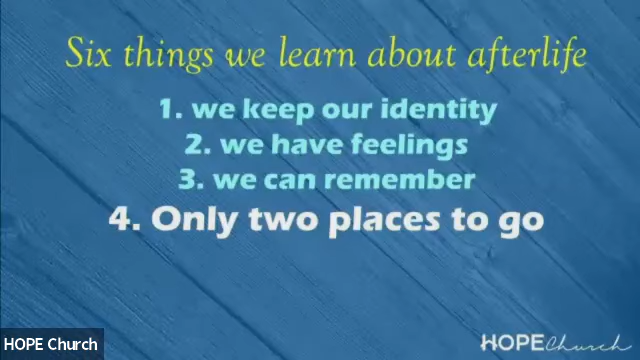 Six things we learn about afterlife
1. we keep our identity
2. we have feelings
3. we can remember
4. Only two places to go
HOPE Church
HOPE Church